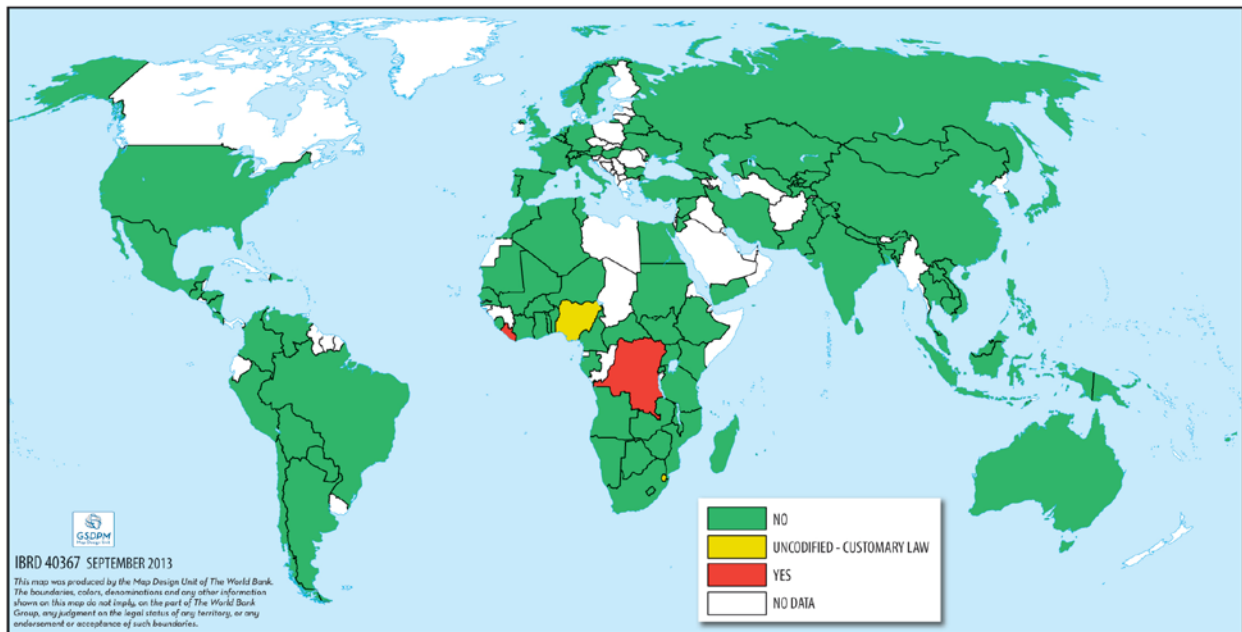 NO
UNCODIFIED - CUSTOMARY LAW
YES
NO DATA
GSDPM
Map Design Unit
IBRD 40367 SEPTEMBER 2013
This map was produced by the Map Design Unit of The World Bank.
The boundaries, colors, denominations and any other information
shown on this map do not imply, on the part of The World Bank
Group, any judgment on the legal status of any territory, or any
endorsement or acceptance of such boundaries.